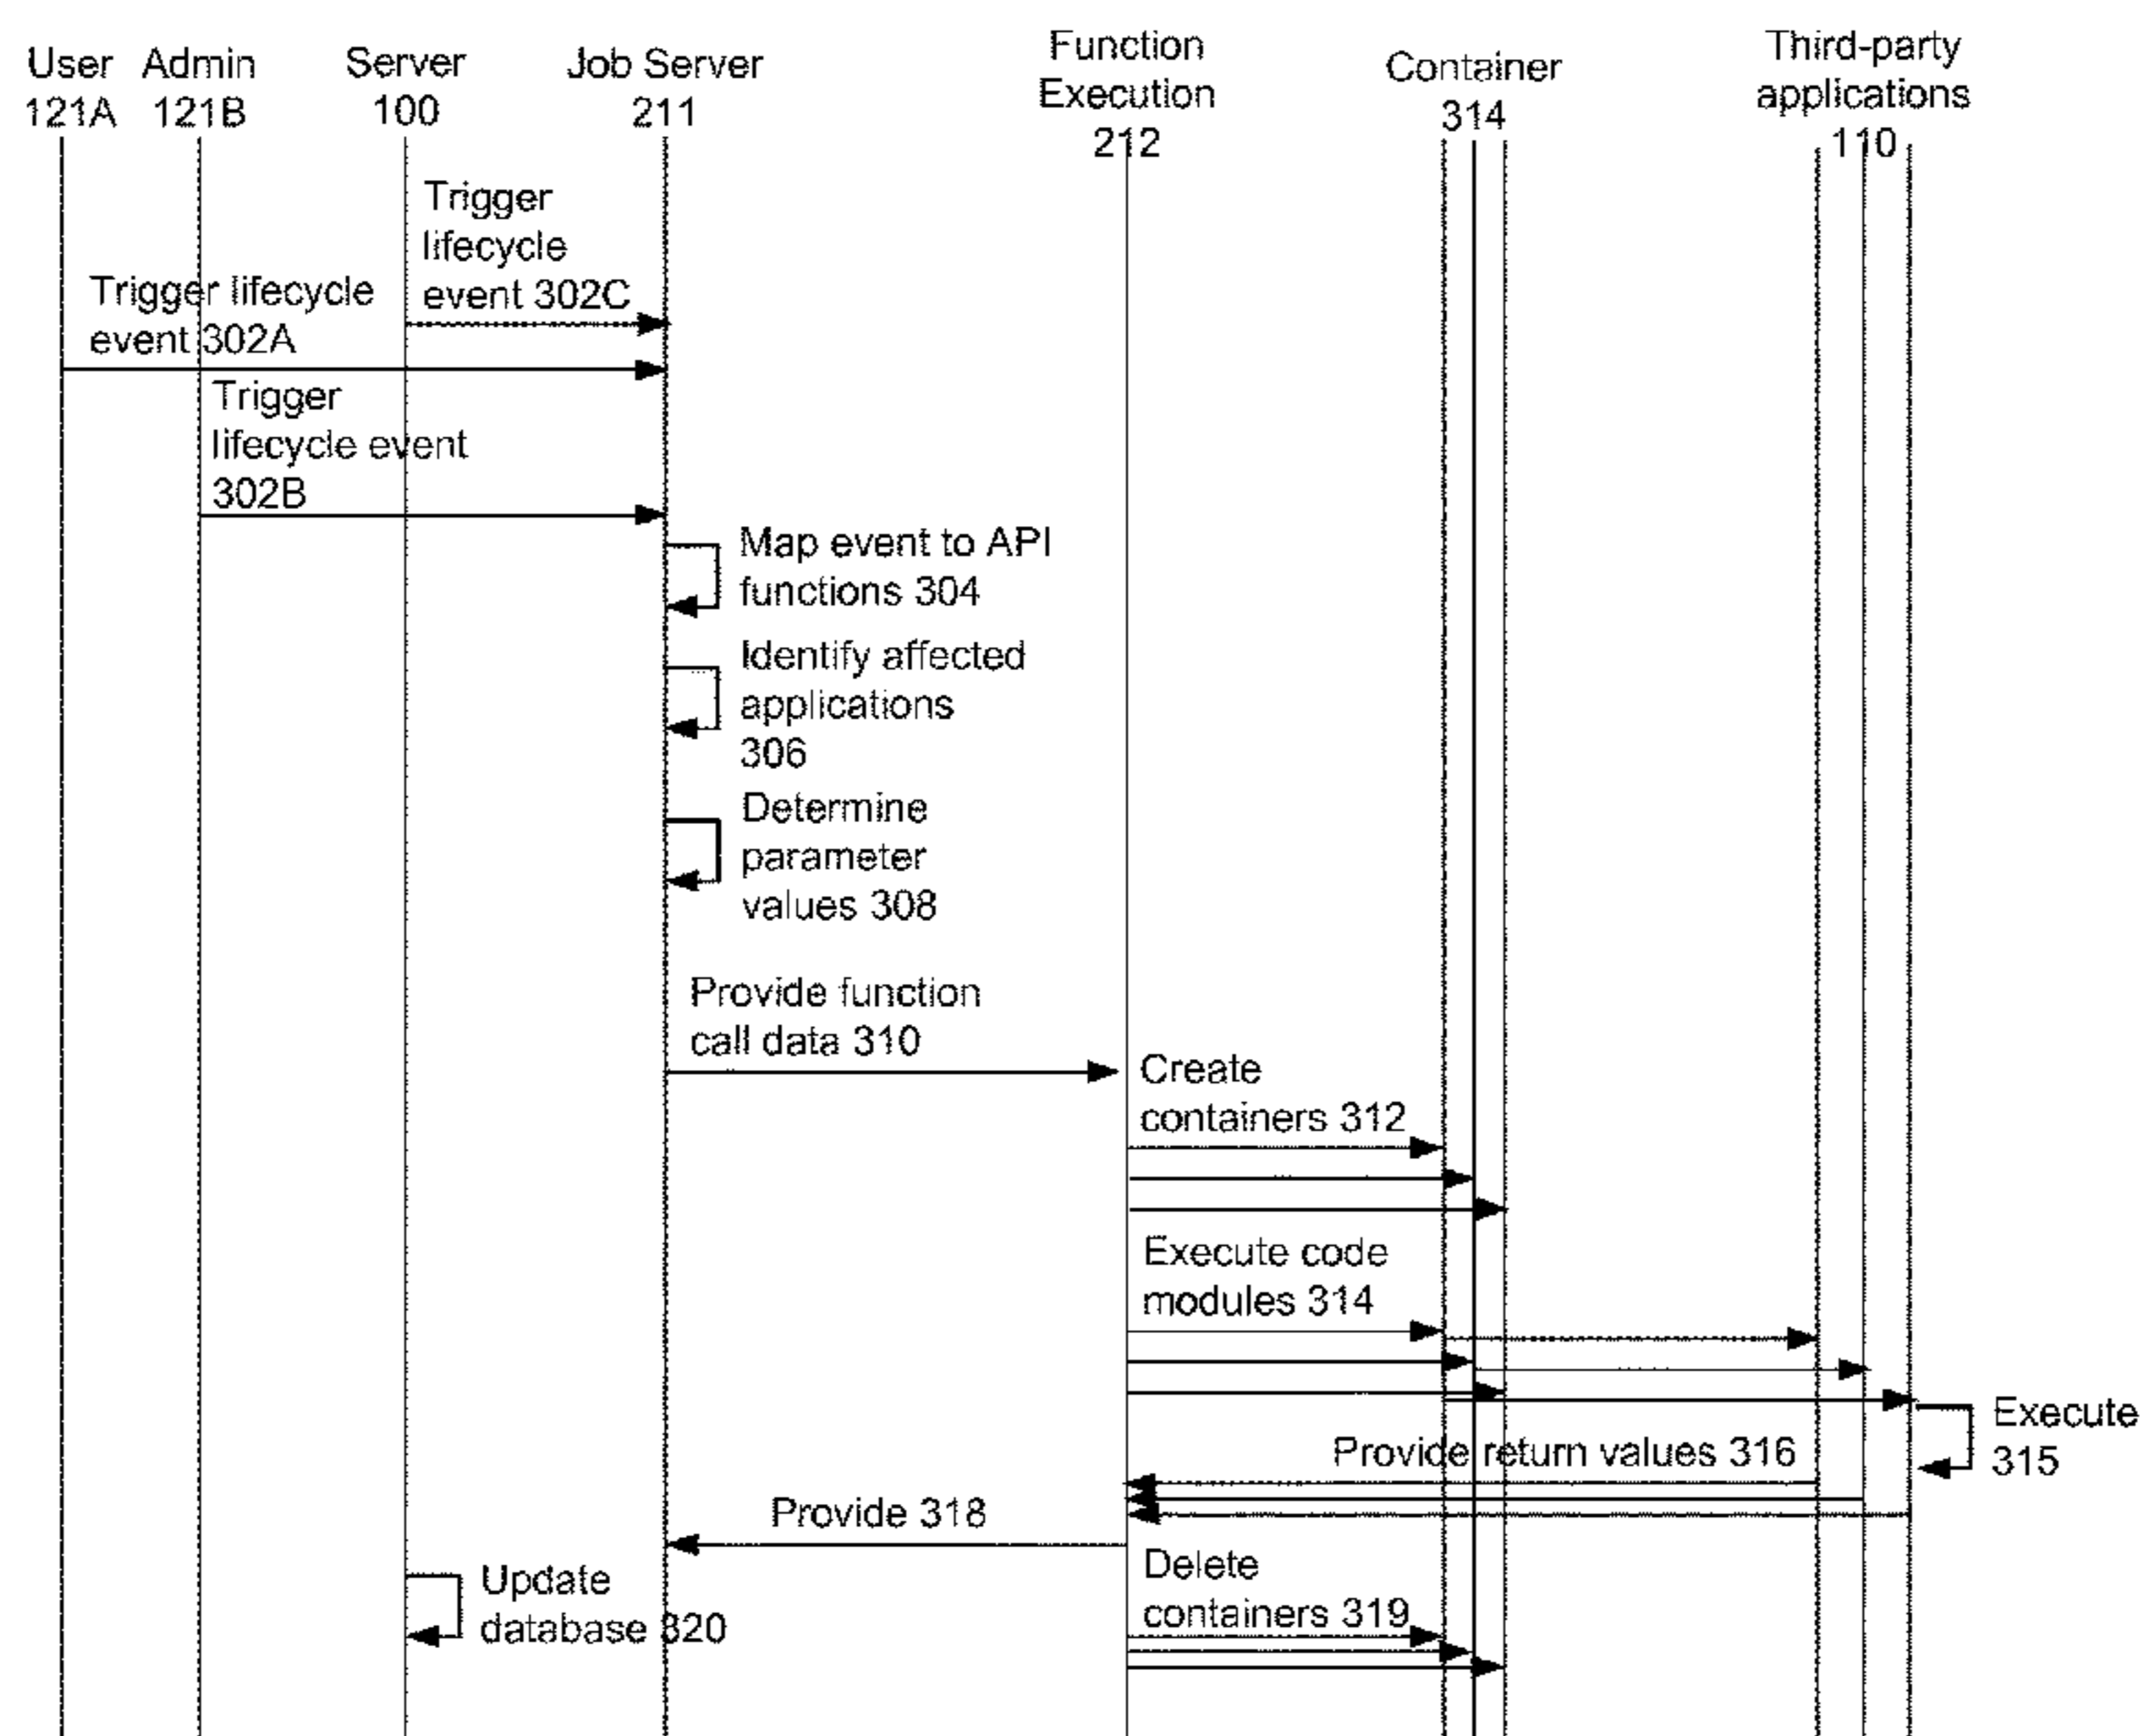 User
121A
Admin
121B
Server
100
Job Server
211
Function
Execution
212
Container
314
Third-party
applications
110
Trigger
lifecycle
event 302C
Trigger lifecycle
event 302A
Trigger
lifecycle event
302B
Map event to API
functions 304
Identify affected
applications
306
Determine
parameter
values 308
Provide function
call data 310
Create
containers 312
Execute code
modules 314
Execute
315
Provide return values 316
Provide 318
Delete
containers 319
Update
database 320